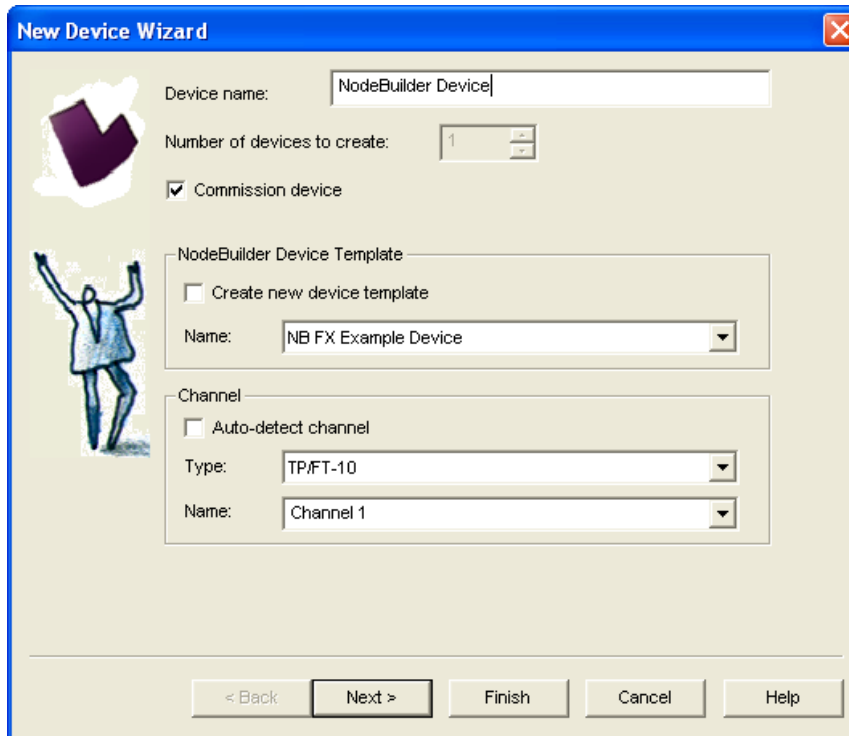 New Device Wizard
Device name: NodeBuilder Device
Number of devices to create: 1
Commission device
NodeBuilder Device Template
Create new device template
Name: NB FX Example Device
Channel
Auto-detect channel
Type: TP/FT-10
Name: Channel 1
< Back Next > Finish Cancel Help